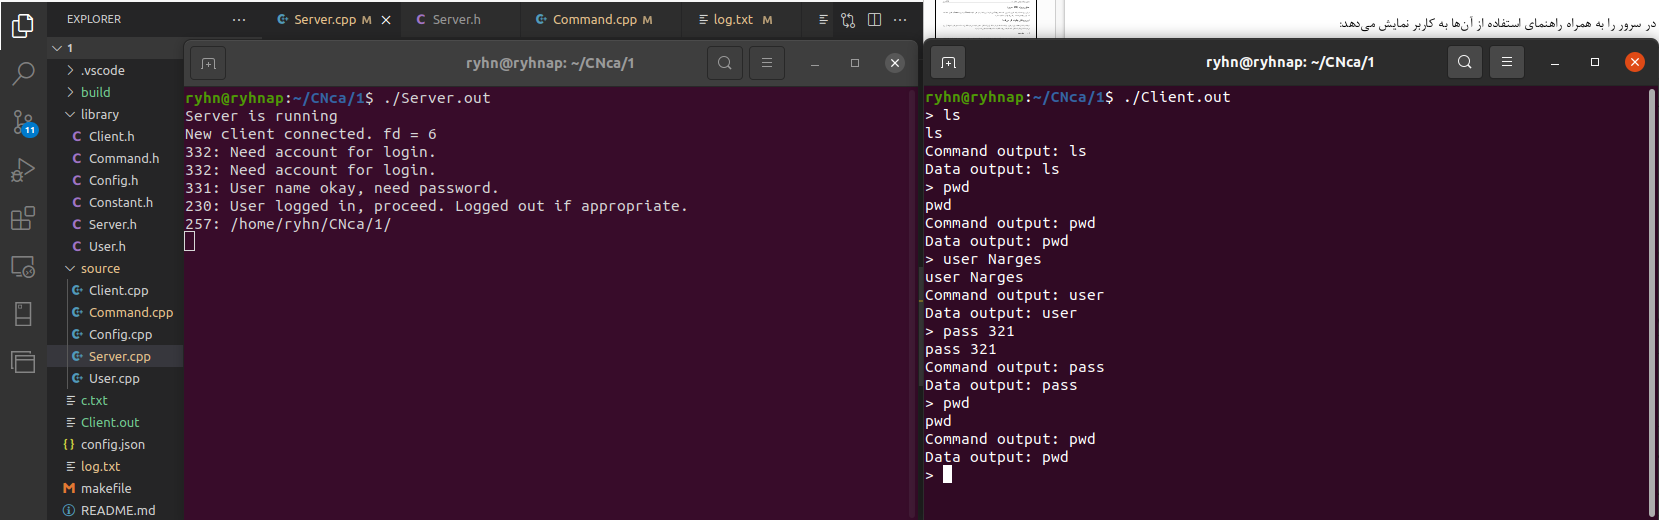 EXPLORER ...
1
.vscode
build
library
Client.h
Command.h
Config.h
Constant.h
Server.h
User.h
source
Client.cpp
Command.cpp
Config.cpp
Server.cpp
User.cpp
c.txt
Client.out
config.json
log.txt
makefile
README.md
11
Server.cpp M
Server.h
Command.cpp M
log.txt M
ryhn@ryhnap: ~/CNca/1
ryhn@ryhnap:~/CNca/1$ ./Server.out
Server is running
New client connected. fd = 6
332: Need account for login.
332: Need account for login.
331: User name okay, need password.
230: User logged in, proceed. Logged out if appropriate.
257: /home/ryhn/CNca/1/
در سرور را به همراه راهنمای استفاده از آن‌ها به کاربر نمایش می‌دهد:
ryhn@ryhnap: ~/CNca/1
ryhn@ryhnap:~/CNca/1$ ./Client.out
> ls
ls
Command output: ls
Data output: ls
> pwd
pwd
Command output: pwd
Data output: pwd
> user Narges
user Narges
Command output: user
Data output: user
> pass 321
pass 321
Command output: pass
Data output: pass
> pwd
pwd
Command output: pwd
Data output: pwd
>